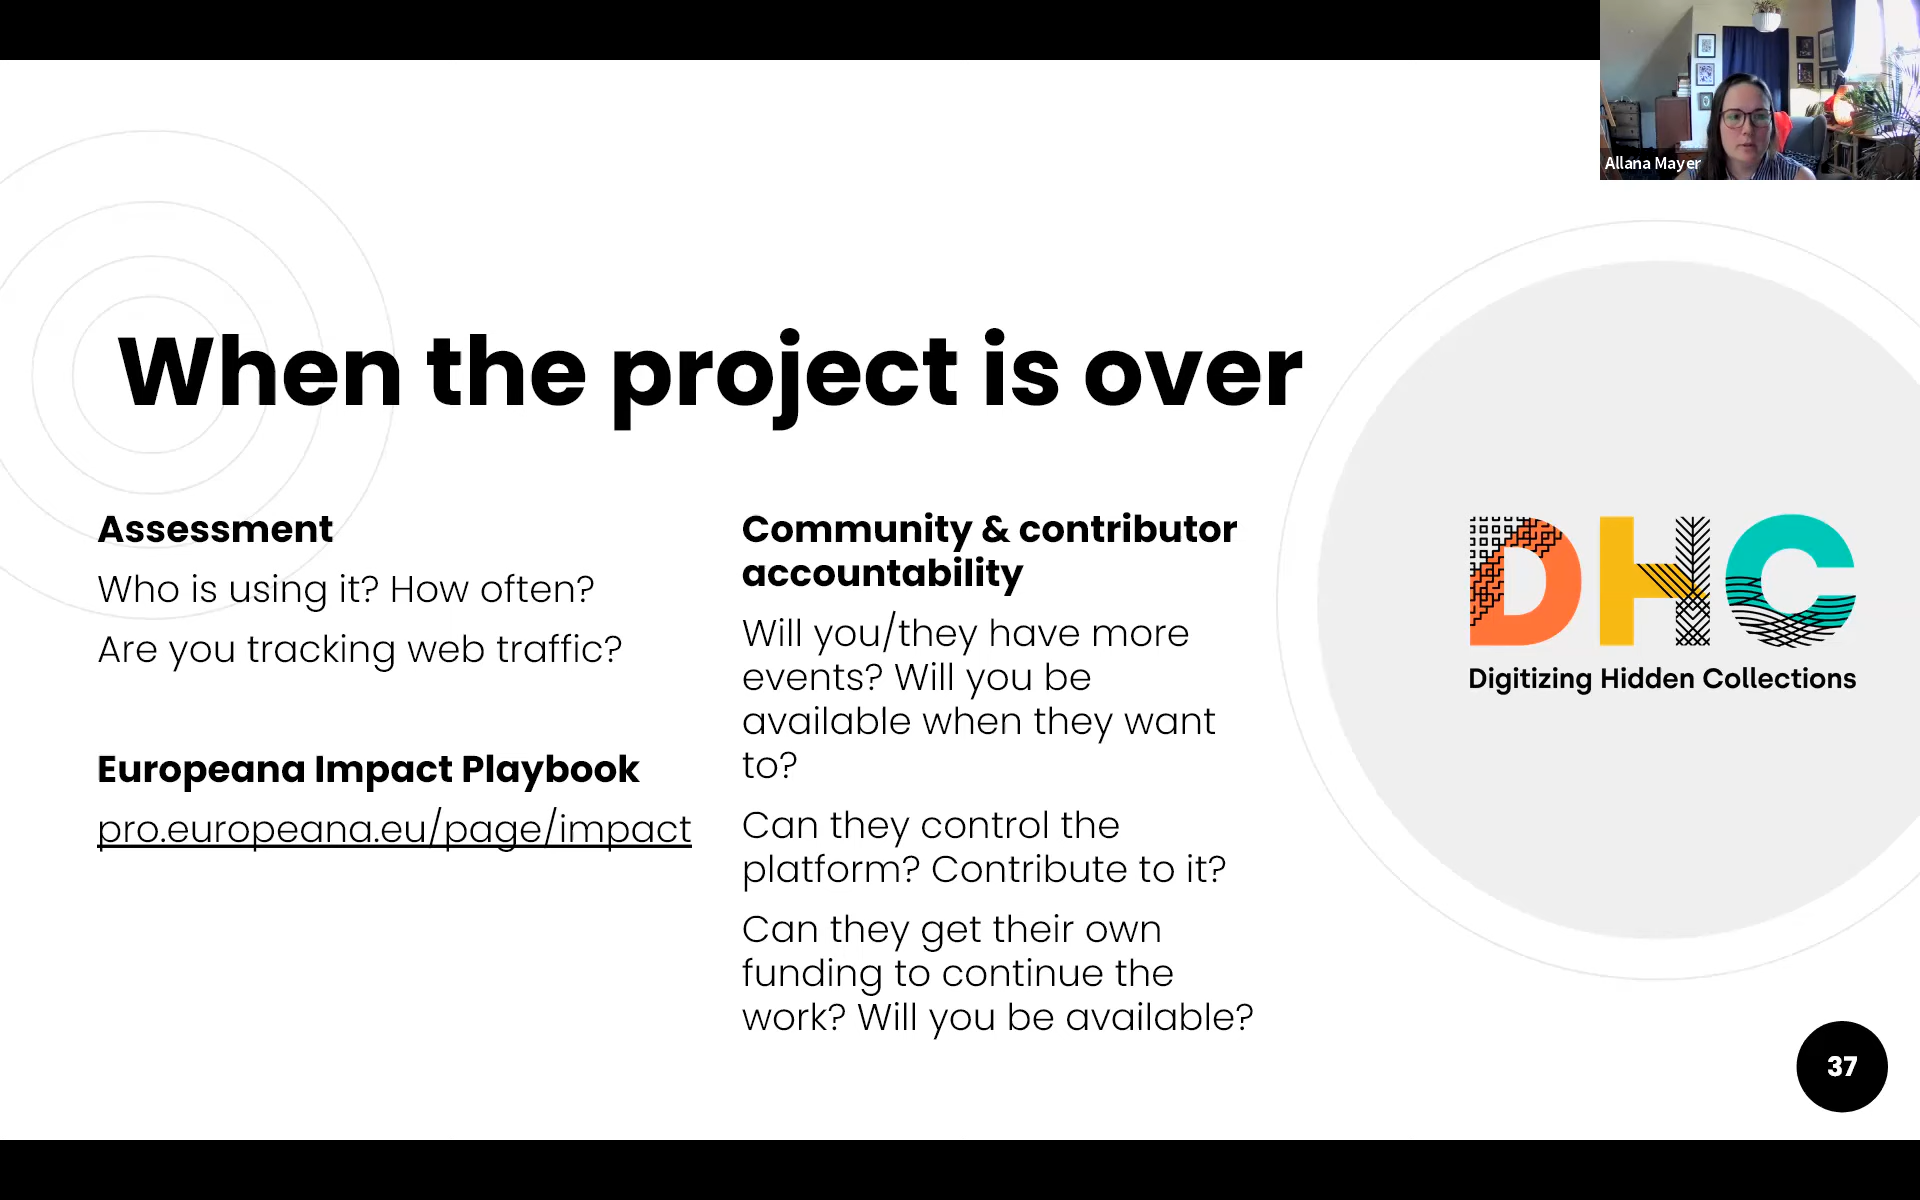 Allana Mayer
When the project is over
Assessment
Who is using it? How often?
Are you tracking web traffic?
Europeana Impact Playbook
pro.europeana.eu/page/impact
Community & contributor
accountability
Will you/they have more
events? Will you be
available when they want
to?
Can they control the
platform? Contribute to it?
Can they get their own
funding to continue the
work? Will you be available?
DHC
Digitizing Hidden Collections
37